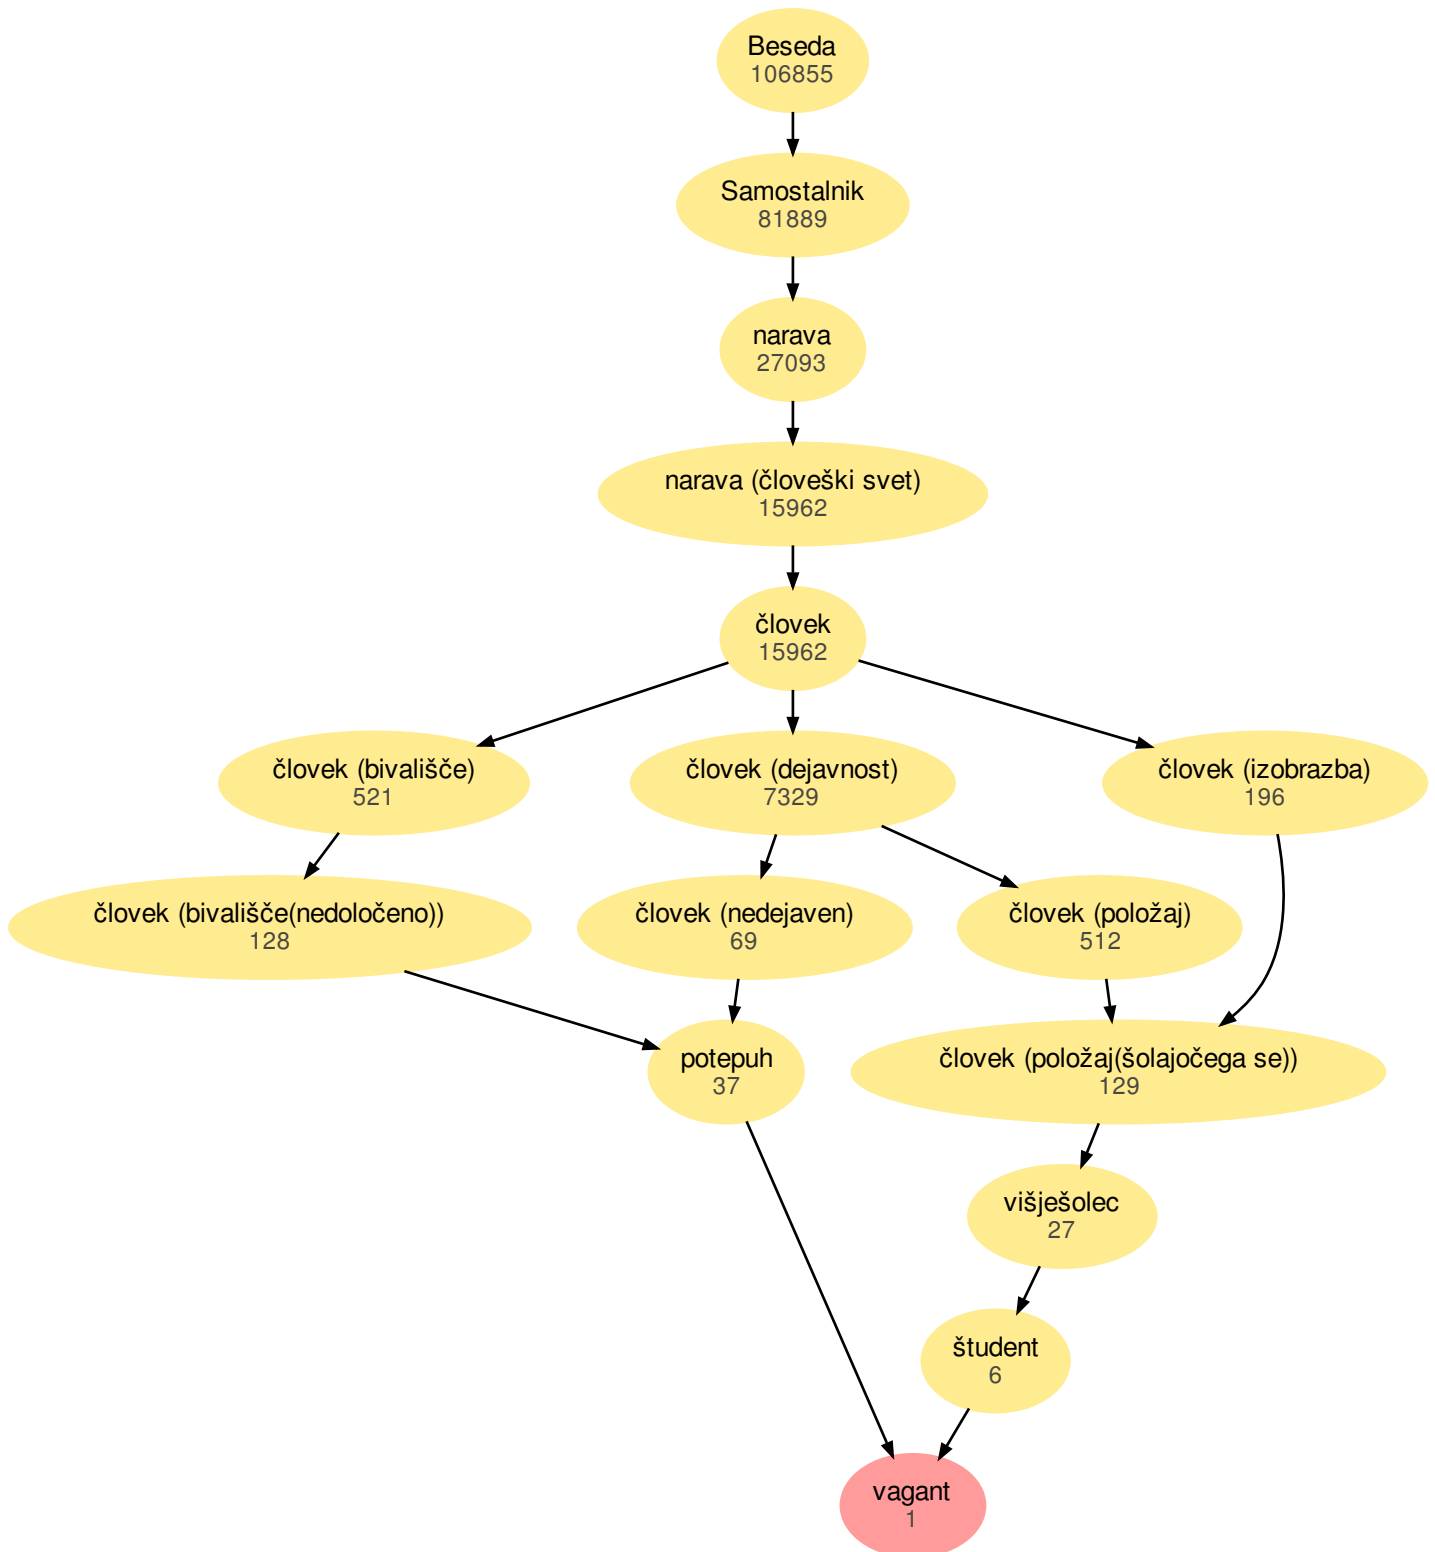 Beseda
106855
Samostalnik
81889
narava
27093
narava (človeški svet)
15962
človek
15962
človek (bivališče)
521
človek (dejavnost)
7329
človek (izobrazba)
196
človek (bivališče(nedoločeno))
128
človek (nedejaven)
69
človek (položaj)
512
potepuh
37
človek (položaj(šolajočega se))
129
višješolec
27
študent
6
vagant
1